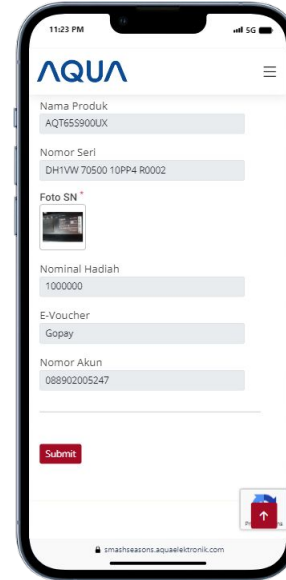 11:23 PM
5G
AQUA
Nama Produk
AQT65S900UX
Nomor Seri
DH1VW 70500 10PP4 R0002
Foto SN *
Nominal Hadiah
1000000
E-Voucher
Gopay
Nomor Akun
088902005247
Submit
smashseasons.aquaelektronik.com